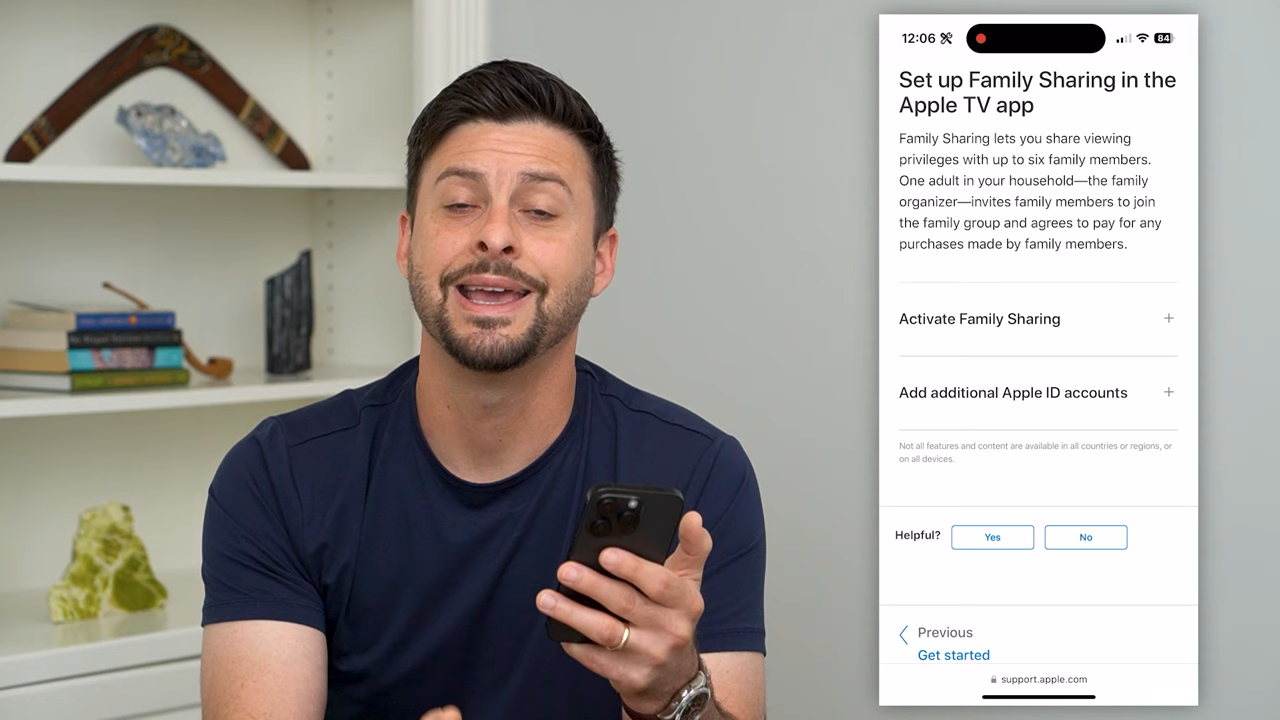 12:06
84
Set up Family Sharing in the
Apple TV app
Family Sharing lets you share viewing
privileges with up to six family members.
One adult in your household—the family
organizer—invites family members to join
the family group and agrees to pay for any
purchases made by family members.
Activate Family Sharing
+
Add additional Apple ID accounts
+
Not all features and content are available in all countries or regions, or
on all devices.
Helpful?
Yes
No
Previous
Get started
support.apple.com